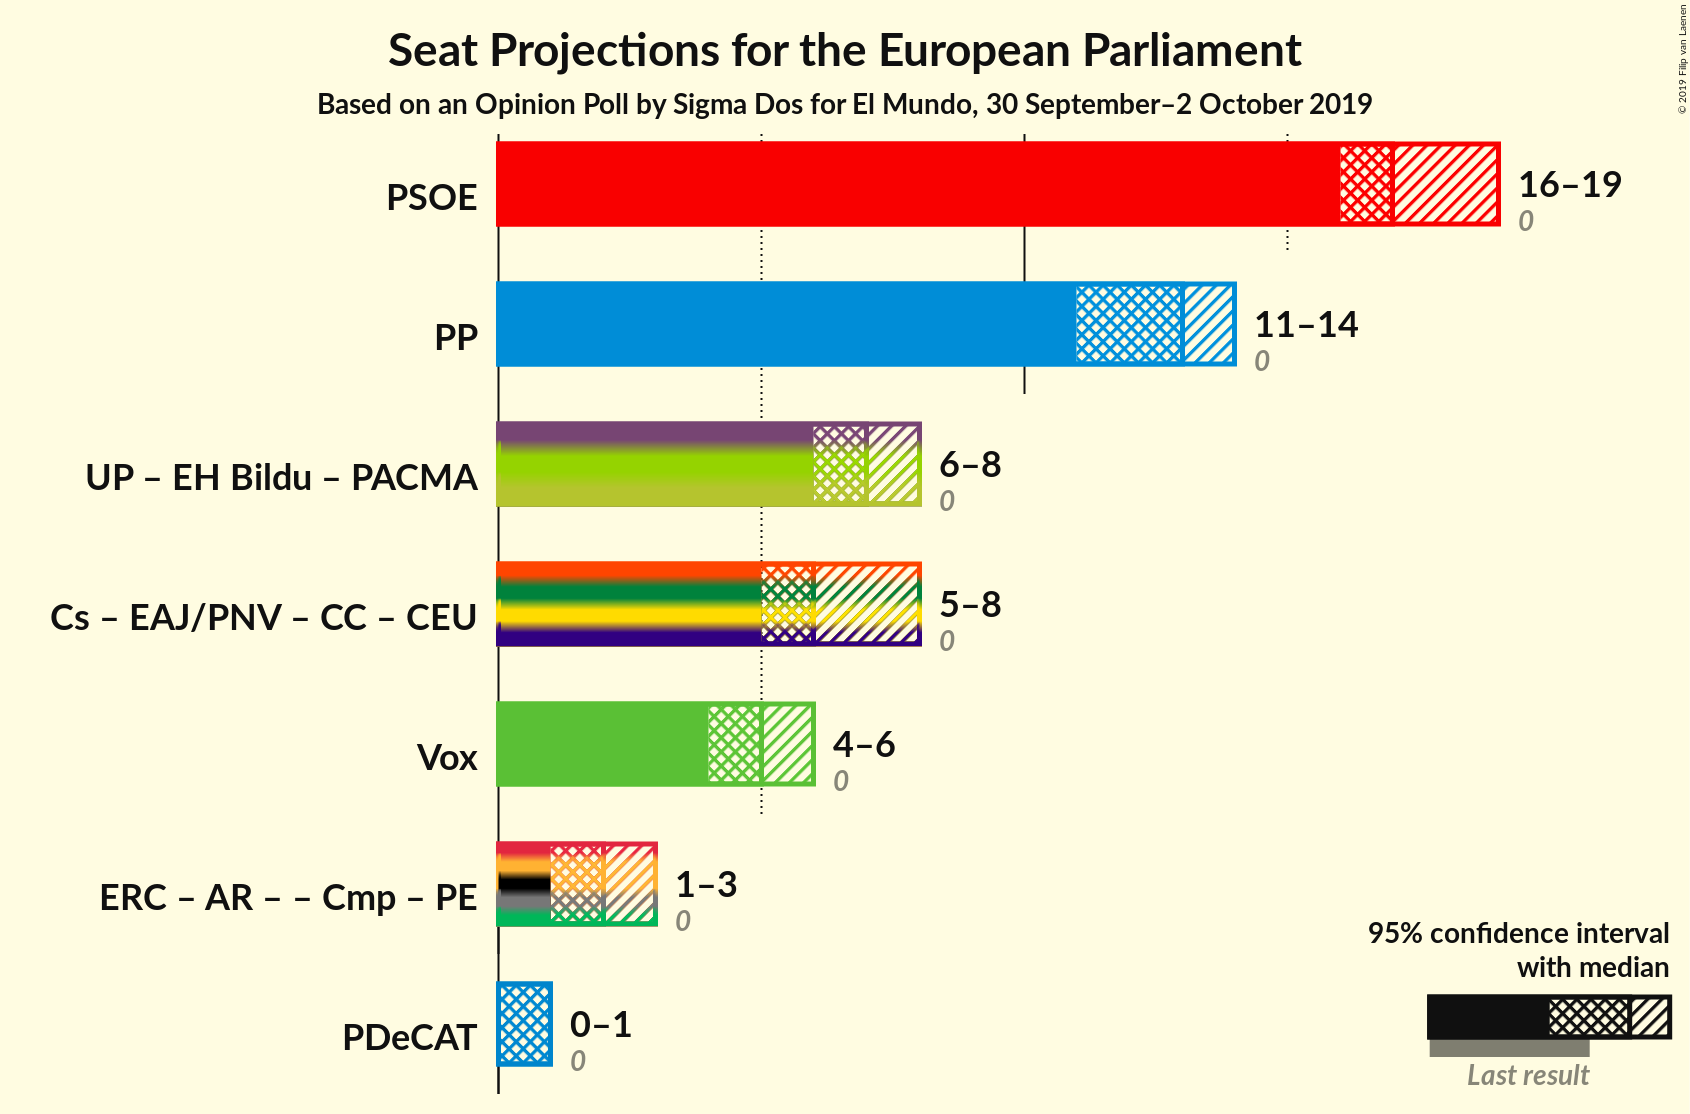 Seat Projections for the European Parliament
Based on an Opinion Poll by Sigma Dos for El Mundo, 30 September–2 October 2019
© 2019 Filip van Laenen
PSOE
16–19
0
PP
11–14
0
UP – EH Bildu – PACMA
6–8
0
Cs – EAJ/PNV – CC – CEU
5–8
0
Vox
4–6
0
ERC – AR – – Cmp – PE
1–3
0
PDeCAT
0–1
0
95% confidence interval
with median
Last result